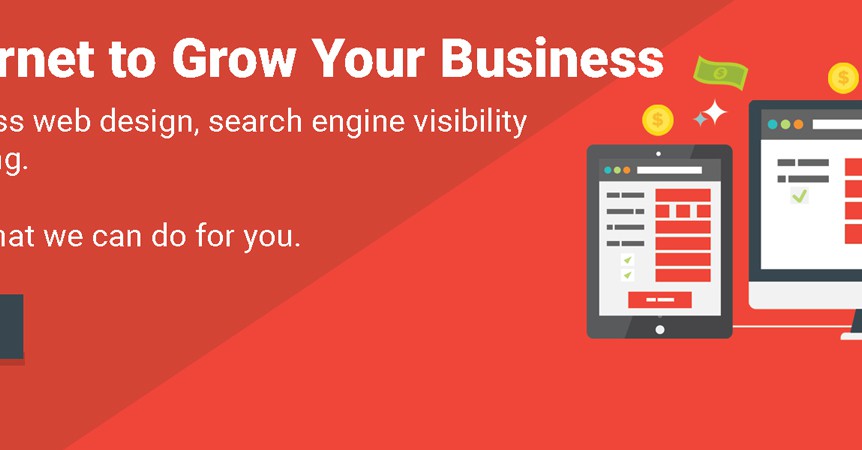 rnet to Grow Your Business
ss web design, search engine visibility
ng.
hat we can do for you.